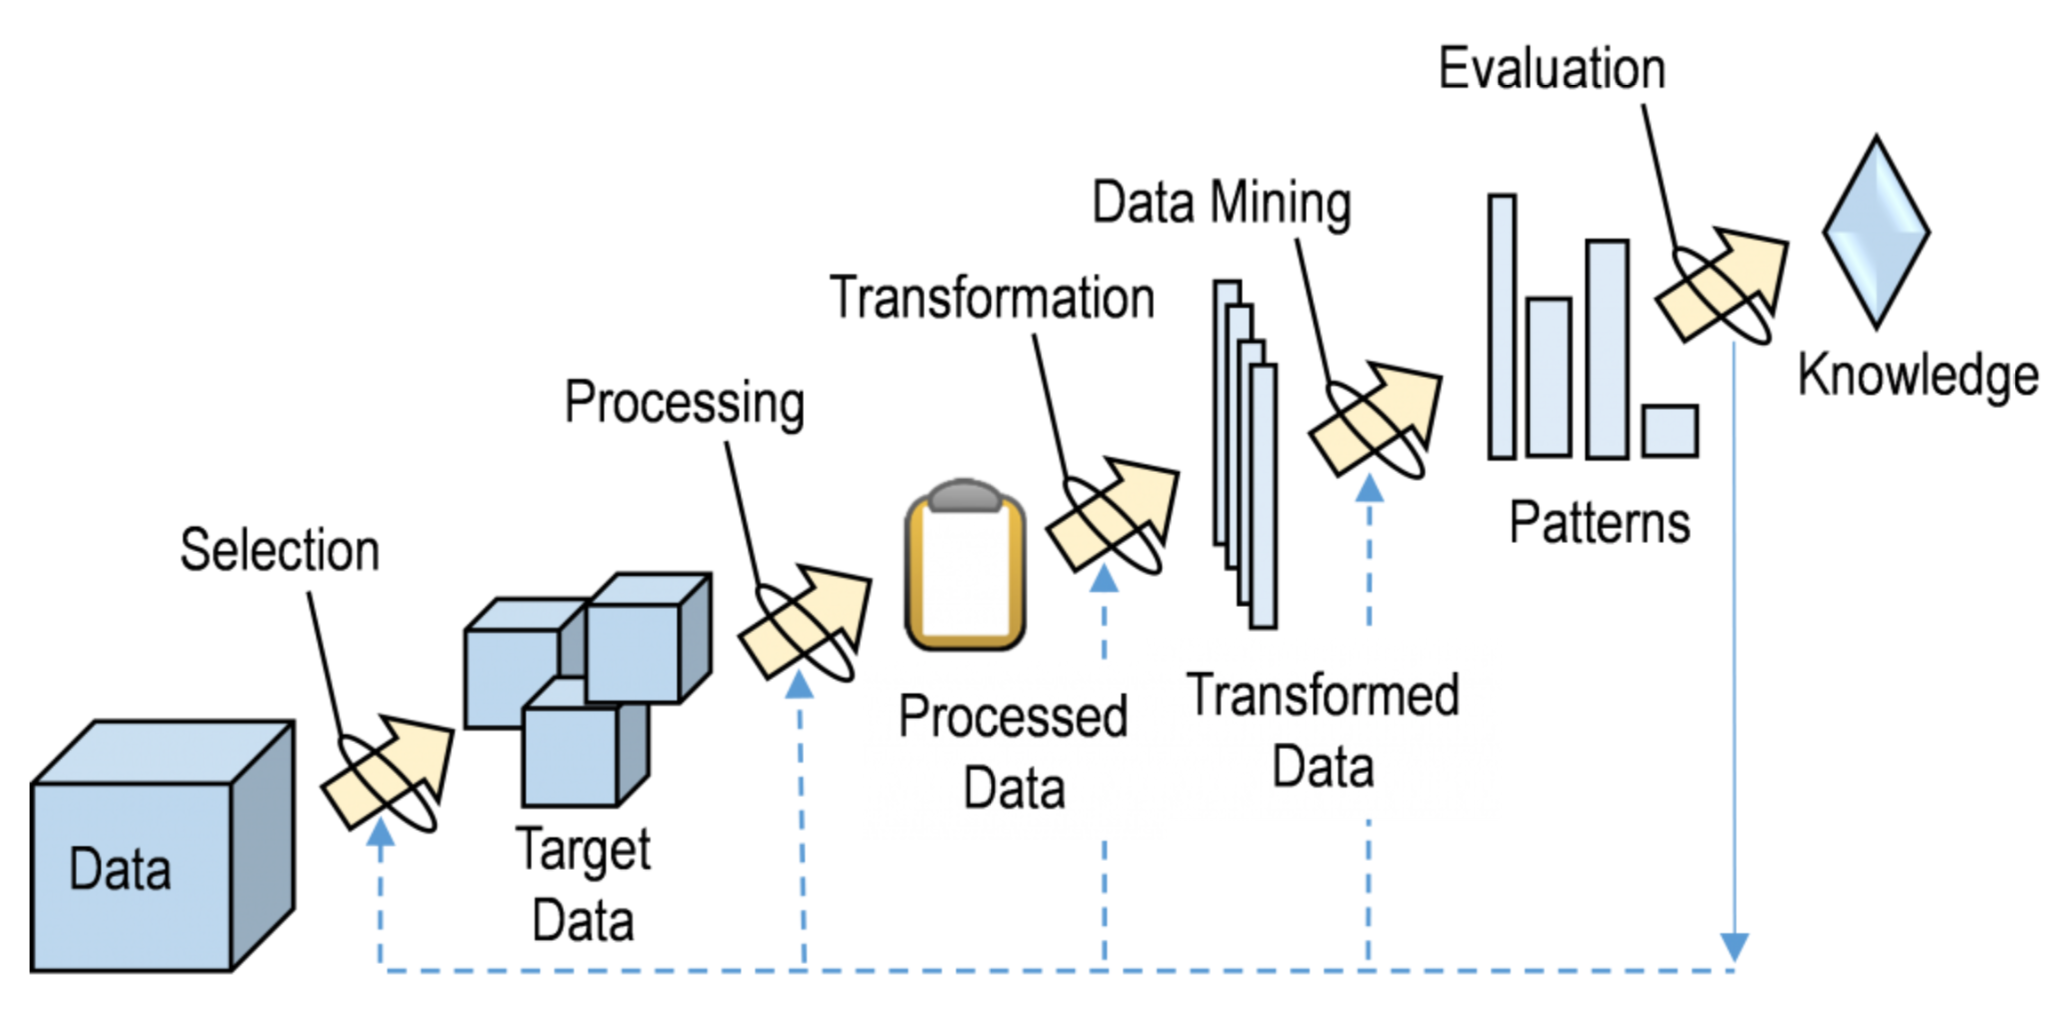 Evaluation
Data Mining
Transformation
Knowledge
Processing
Patterns
Selection
Transformed
Data
Processed
Data
Target
Data
Data